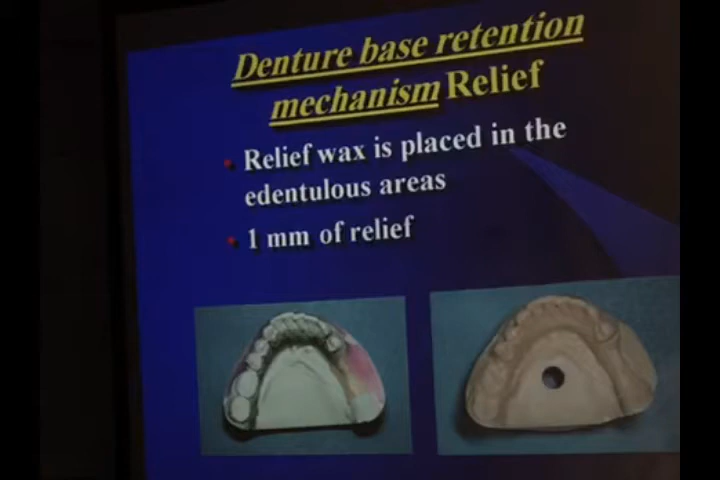 Denture base retention
mechanism Relief
• Relief wax is placed in the
edentulous areas
• 1 mm of relief